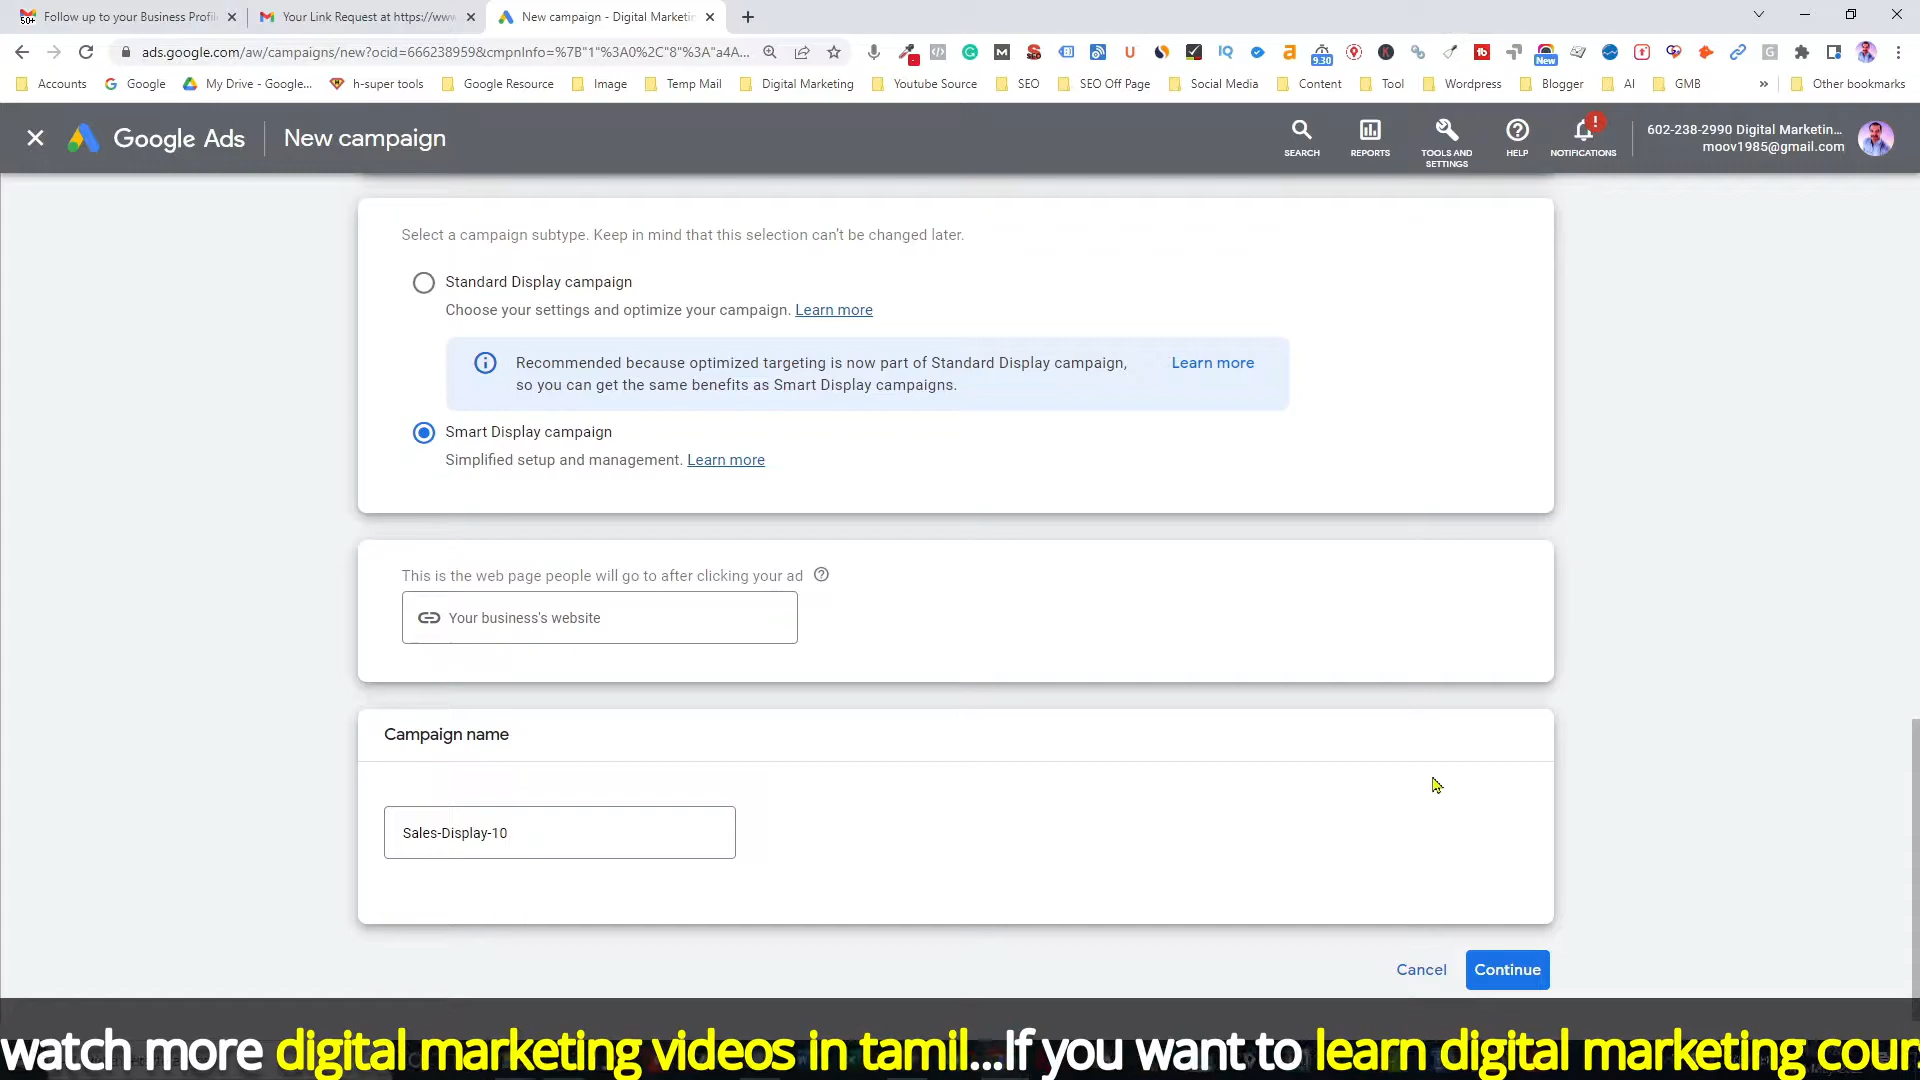 50+
Follow up to your Business Profil
Your Link Request at https://www
New campaign - Digital Marketin
ads.google.com/aw/campaigns/new?ocid=666238959&cmpnInfo=%7B"1"%3A0%2C"8"%3A"a4A...
9.30
New
Accounts
Google
My Drive - Google...
h-super tools
Google Resource
Image
Temp Mail
Digital Marketing
Youtube Source
SEO
SEO Off Page
Social Media
Content
Tool
Wordpress
Blogger
AI
GMB
»
Other bookmarks
Google Ads
New campaign
SEARCH
REPORTS
TOOLS AND
SETTINGS
HELP
NOTIFICATIONS
602-238-2990 Digital Marketin...
moov1985@gmail.com
Select a campaign subtype. Keep in mind that this selection can't be changed later.
Standard Display campaign
Choose your settings and optimize your campaign. Learn more
Recommended because optimized targeting is now part of Standard Display campaign,
so you can get the same benefits as Smart Display campaigns.
Learn more
Smart Display campaign
Simplified setup and management. Learn more
This is the web page people will go to after clicking your ad
Your business's website
Campaign name
Sales-Display-10
Cancel
Continue
watch more digital marketing videos in tamil...If you want to learn digital marketing cour